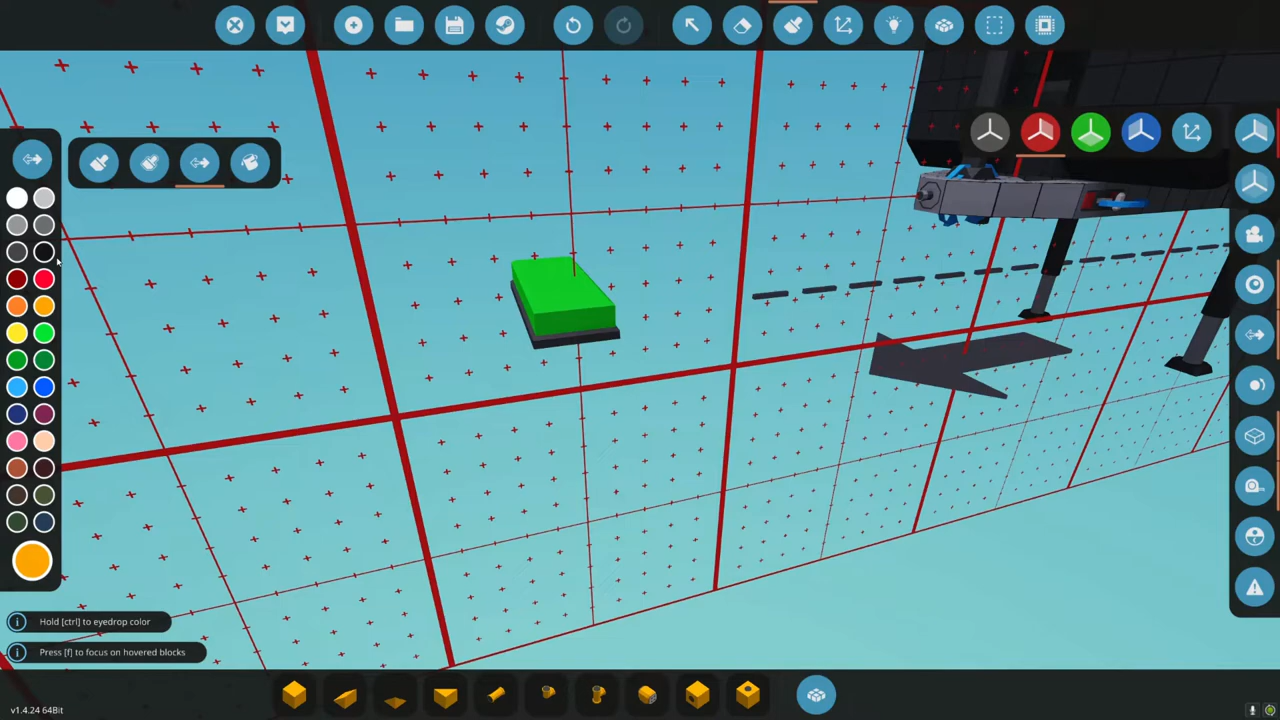 Hold [ctrl] to eyedrop color
Press [f] to focus on hovered blocks
v1.4.24 64Bit